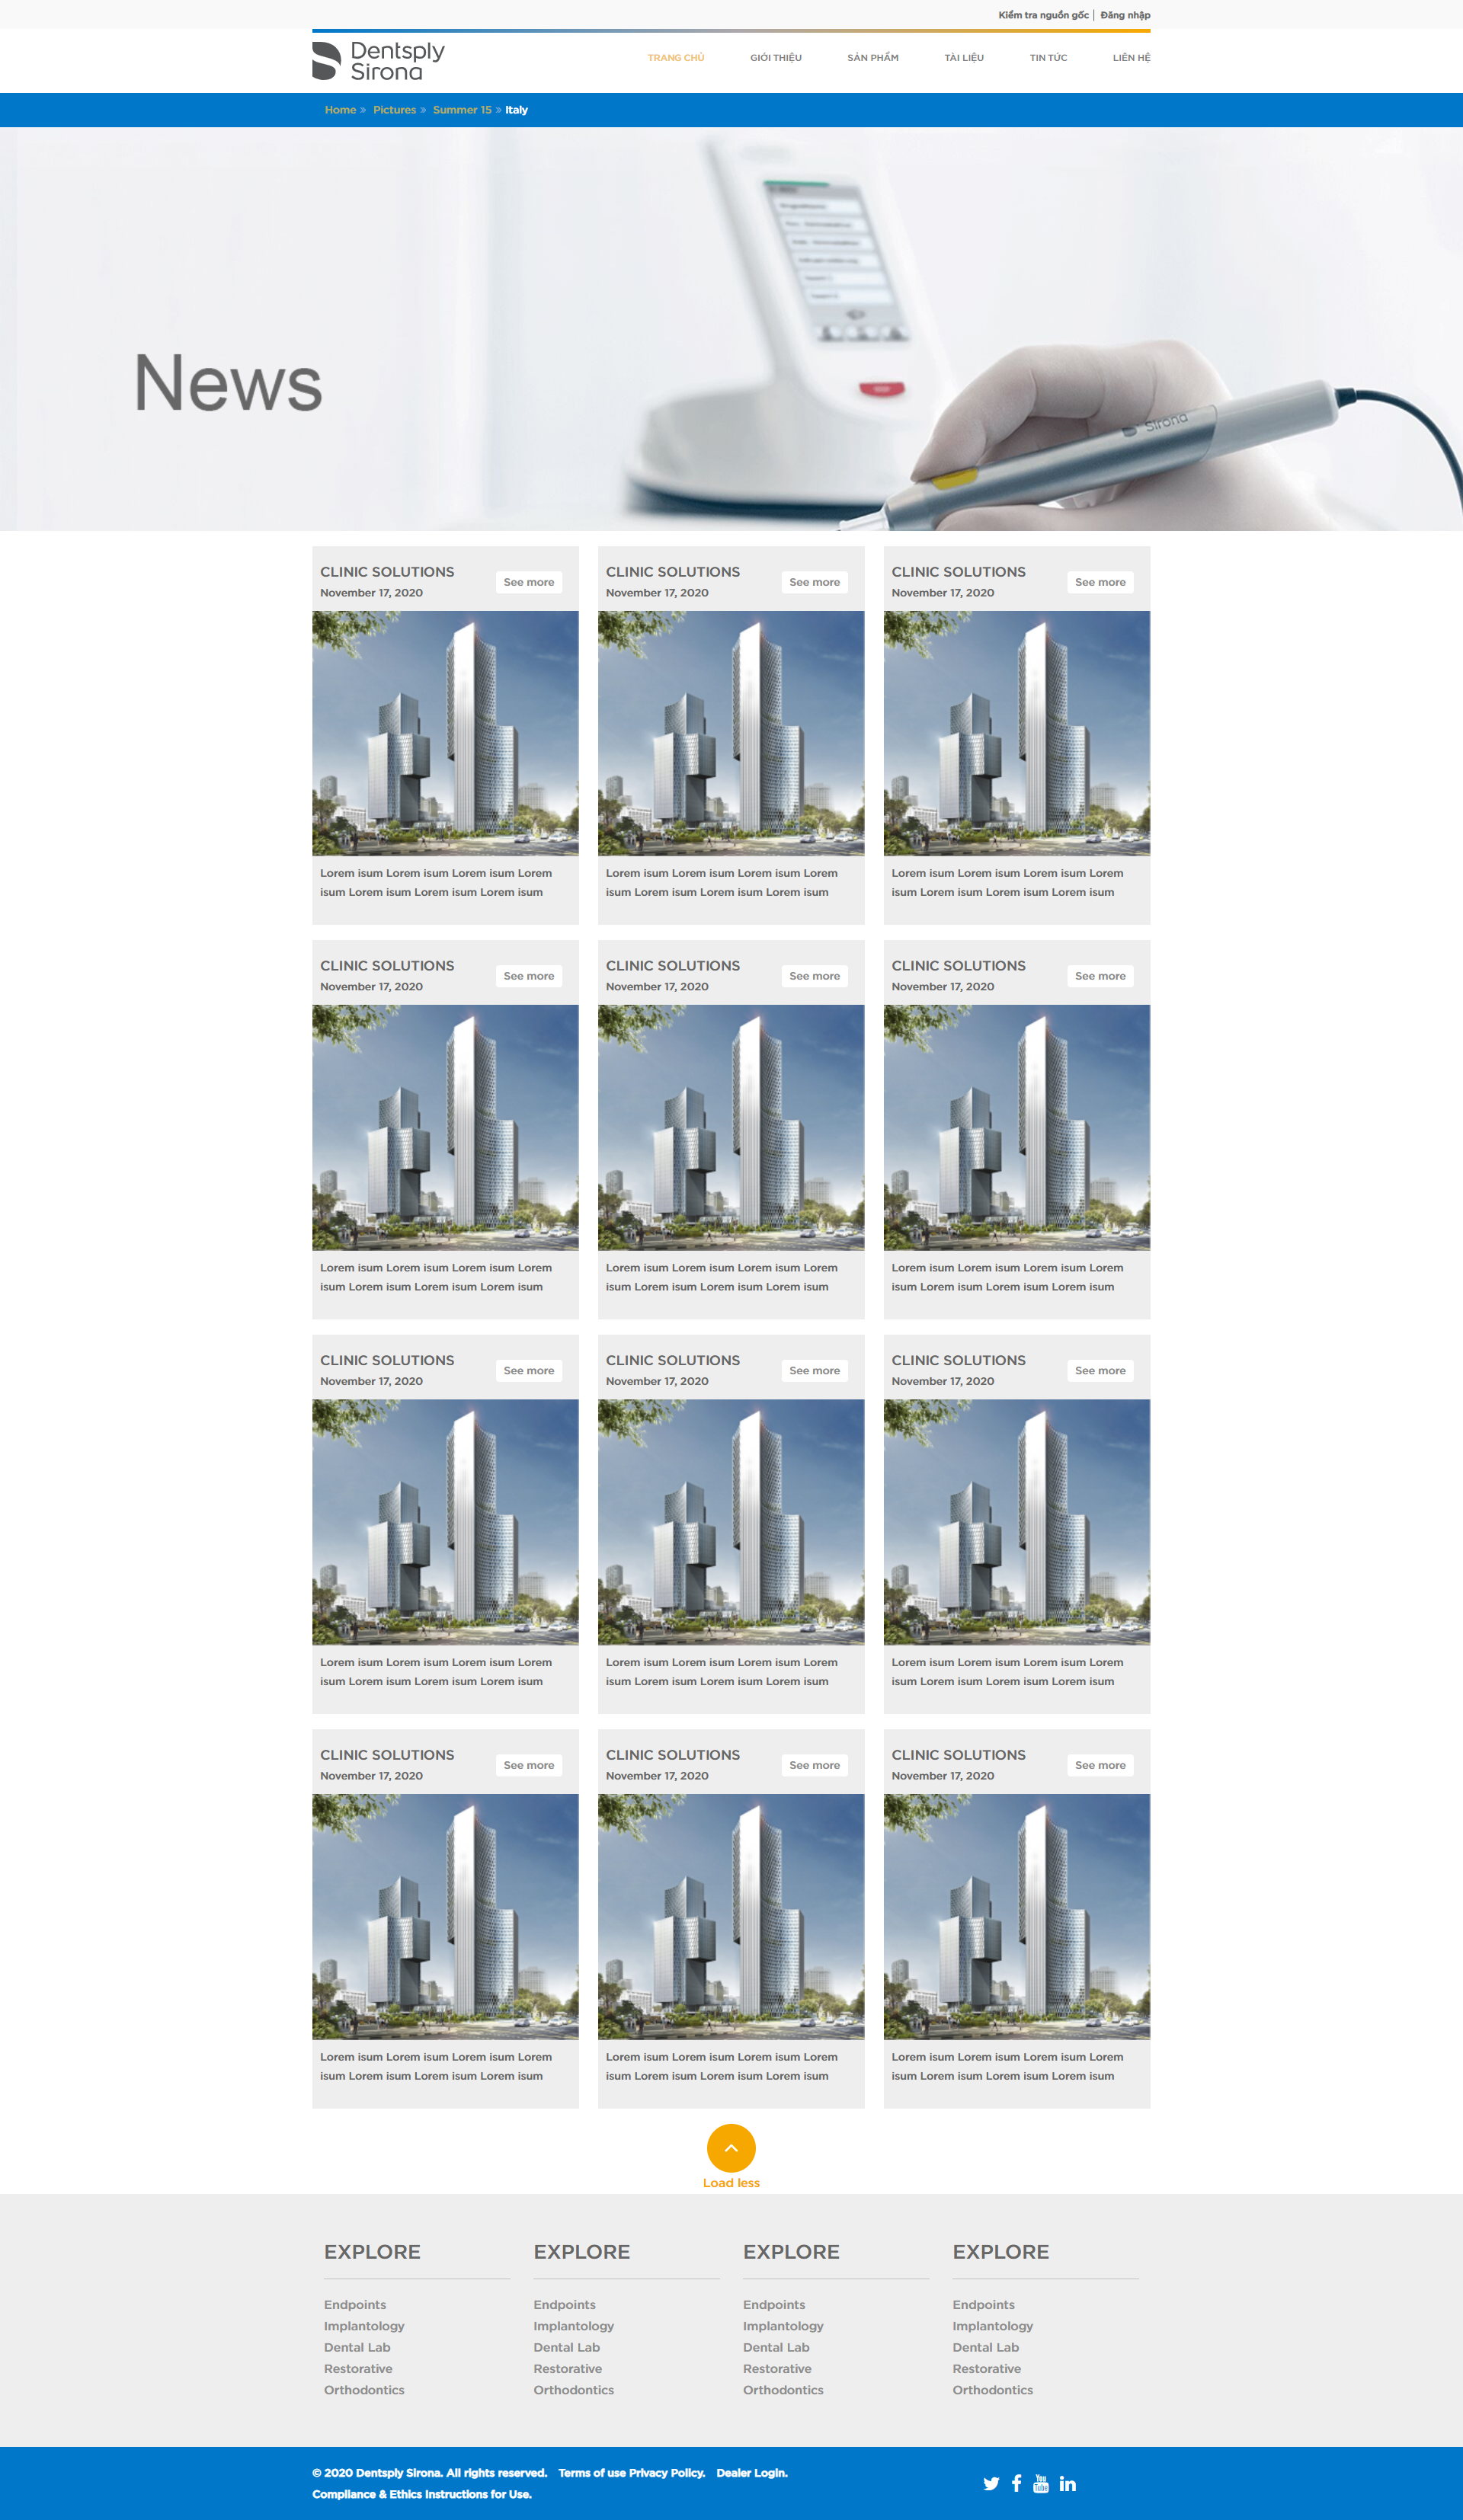 Kiểm tra nguồn gốc | Đăng nhập
Dentsply
Sirona
TRANG CHỦ GIỚI THIỆU SẢN PHẨM TÀI LIỆU TIN TỨC LIÊN HỆ
Home » Pictures » Summer 15 » Italy
News
Sirona
CLINIC SOLUTIONS
November 17, 2020
See more
Lorem isum Lorem isum Lorem isum Lorem
isum Lorem isum Lorem isum Lorem isum
CLINIC SOLUTIONS
November 17, 2020
See more
Lorem isum Lorem isum Lorem isum Lorem
isum Lorem isum Lorem isum Lorem isum
CLINIC SOLUTIONS
November 17, 2020
See more
Lorem isum Lorem isum Lorem isum Lorem
isum Lorem isum Lorem isum Lorem isum
CLINIC SOLUTIONS
November 17, 2020
See more
Lorem isum Lorem isum Lorem isum Lorem
isum Lorem isum Lorem isum Lorem isum
CLINIC SOLUTIONS
November 17, 2020
See more
Lorem isum Lorem isum Lorem isum Lorem
isum Lorem isum Lorem isum Lorem isum
CLINIC SOLUTIONS
November 17, 2020
See more
Lorem isum Lorem isum Lorem isum Lorem
isum Lorem isum Lorem isum Lorem isum
CLINIC SOLUTIONS
November 17, 2020
See more
Lorem isum Lorem isum Lorem isum Lorem
isum Lorem isum Lorem isum Lorem isum
CLINIC SOLUTIONS
November 17, 2020
See more
Lorem isum Lorem isum Lorem isum Lorem
isum Lorem isum Lorem isum Lorem isum
CLINIC SOLUTIONS
November 17, 2020
See more
Lorem isum Lorem isum Lorem isum Lorem
isum Lorem isum Lorem isum Lorem isum
CLINIC SOLUTIONS
November 17, 2020
See more
Lorem isum Lorem isum Lorem isum Lorem
isum Lorem isum Lorem isum Lorem isum
CLINIC SOLUTIONS
November 17, 2020
See more
Lorem isum Lorem isum Lorem isum Lorem
isum Lorem isum Lorem isum Lorem isum
CLINIC SOLUTIONS
November 17, 2020
See more
Lorem isum Lorem isum Lorem isum Lorem
isum Lorem isum Lorem isum Lorem isum
Load less
EXPLORE
Endpoints
Implantology
Dental Lab
Restorative
Orthodontics
EXPLORE
Endpoints
Implantology
Dental Lab
Restorative
Orthodontics
EXPLORE
Endpoints
Implantology
Dental Lab
Restorative
Orthodontics
EXPLORE
Endpoints
Implantology
Dental Lab
Restorative
Orthodontics
© 2020 Dentsply Sirona. All rights reserved. Terms of use Privacy Policy. Dealer Login.
Compliance & Ethics Instructions for Use.
You
Tube